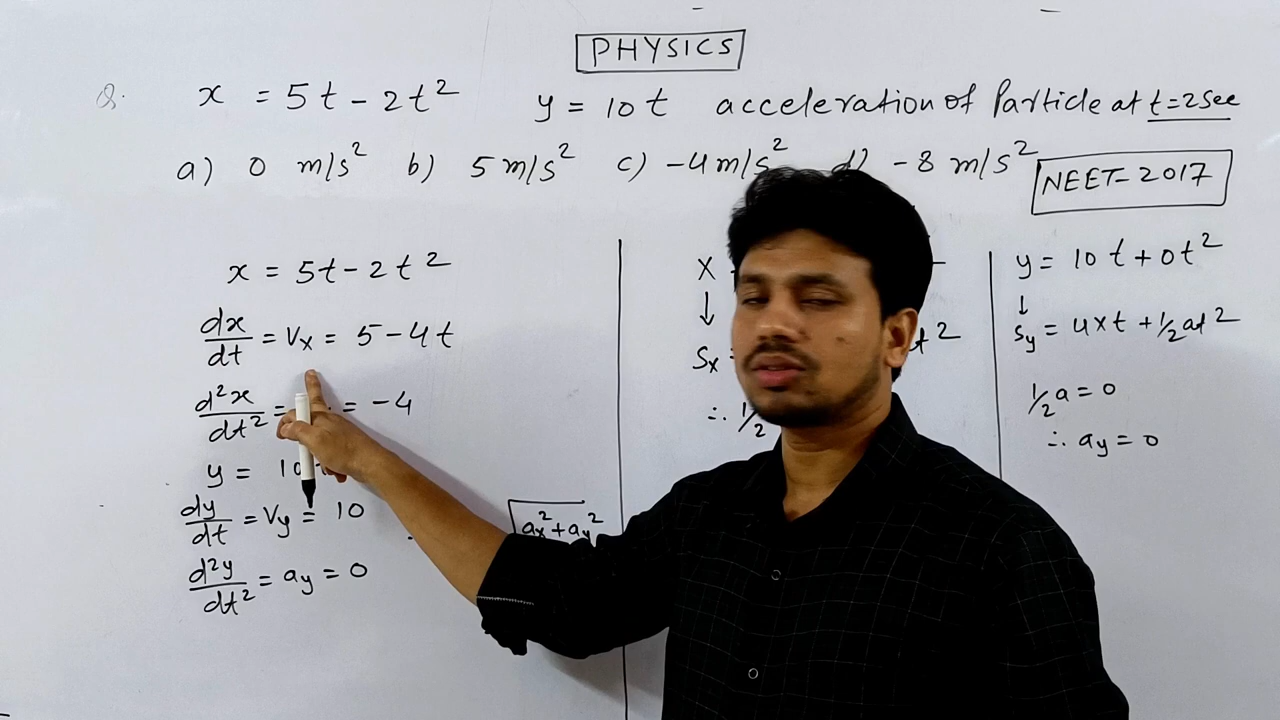 PHYSICS
Q. x = 5t - 2t² y = 10t acceleration of Particle at t=2Sec
a) 0 m/s² b) 5 m/s² c) -4 m/s² d) -8 m/s²
NEET-2017
x = 5t - 2t²
dx/dt = Vx = 5 - 4t
d²x/dt² = = -4
y = 10t
dy/dt = Vy = 10
d²y/dt² = ay = 0
ax² + ay²
X
↓
Sx = t²
∴ 1/2
y = 10t + 0t²
↓
Sy = uxt + 1/2at²
1/2a = 0
∴ ay = 0